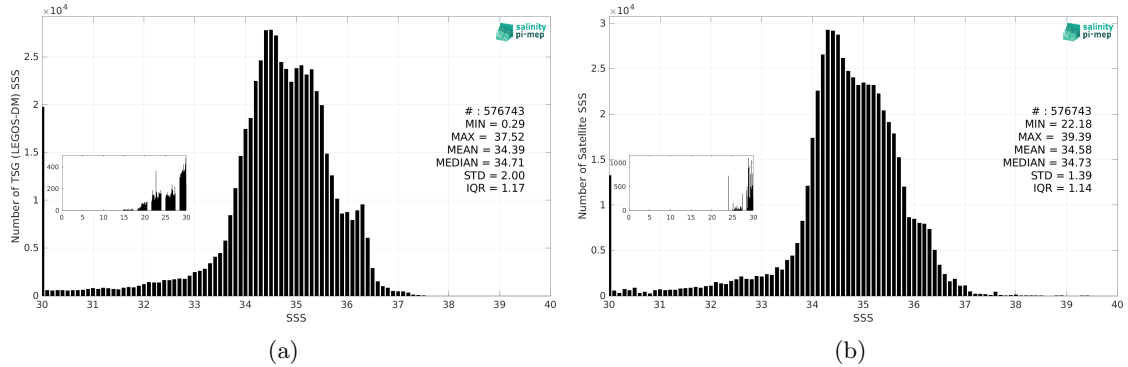 ×10^4
salinity
pi-mep
Number of TSG (LEGOS-DM) SSS
2.5
2
1.5
1
0.5
0
# : 576743
MIN = 0.29
MAX = 37.52
MEAN = 34.39
MEDIAN = 34.71
STD = 2.00
IQR = 1.17
400
200
0
0 5 10 15 20 25 30
30 31 32 33 34 35 36 37 38 39 40
SSS
(a)
×10^4
salinity
pi-mep
Number of Satellite SSS
3
2.5
2
1.5
1
0.5
0
# : 576743
MIN = 22.18
MAX = 39.39
MEAN = 34.58
MEDIAN = 34.73
STD = 1.39
IQR = 1.14
1000
500
0
0 5 10 15 20 25 30
30 31 32 33 34 35 36 37 38 39 40
SSS
(b)